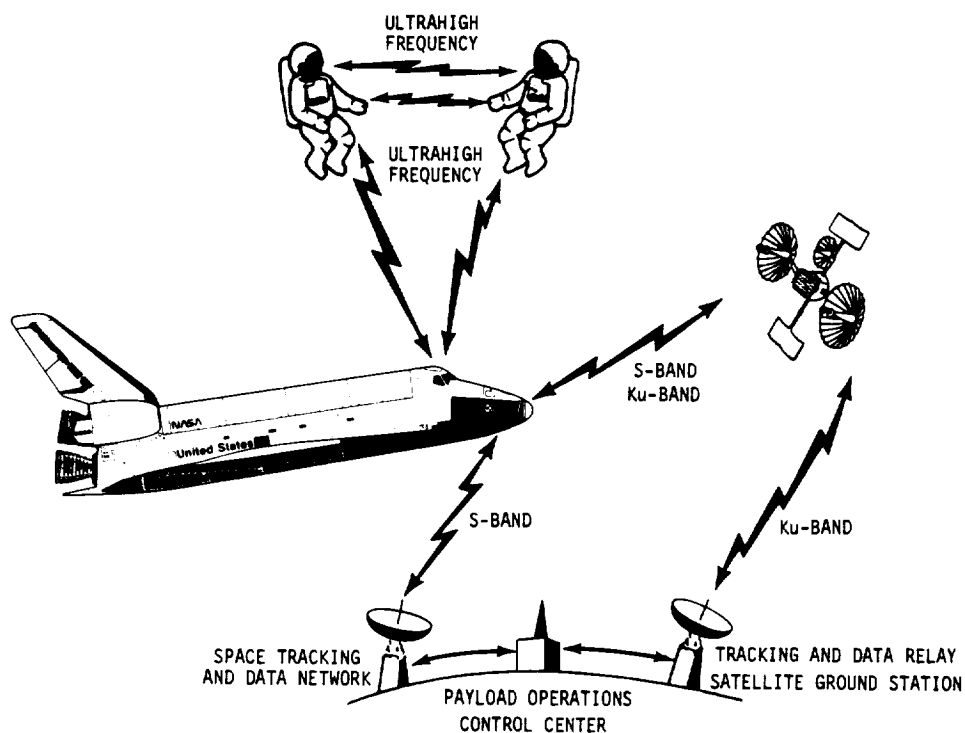 ULTRAHIGH
FREQUENCY
ULTRAHIGH
FREQUENCY
S-BAND
Ku-BAND
NASA
United States
S-BAND
Ku-BAND
SPACE TRACKING
AND DATA NETWORK
TRACKING AND DATA RELAY
SATELLITE GROUND STATION
PAYLOAD OPERATIONS
CONTROL CENTER